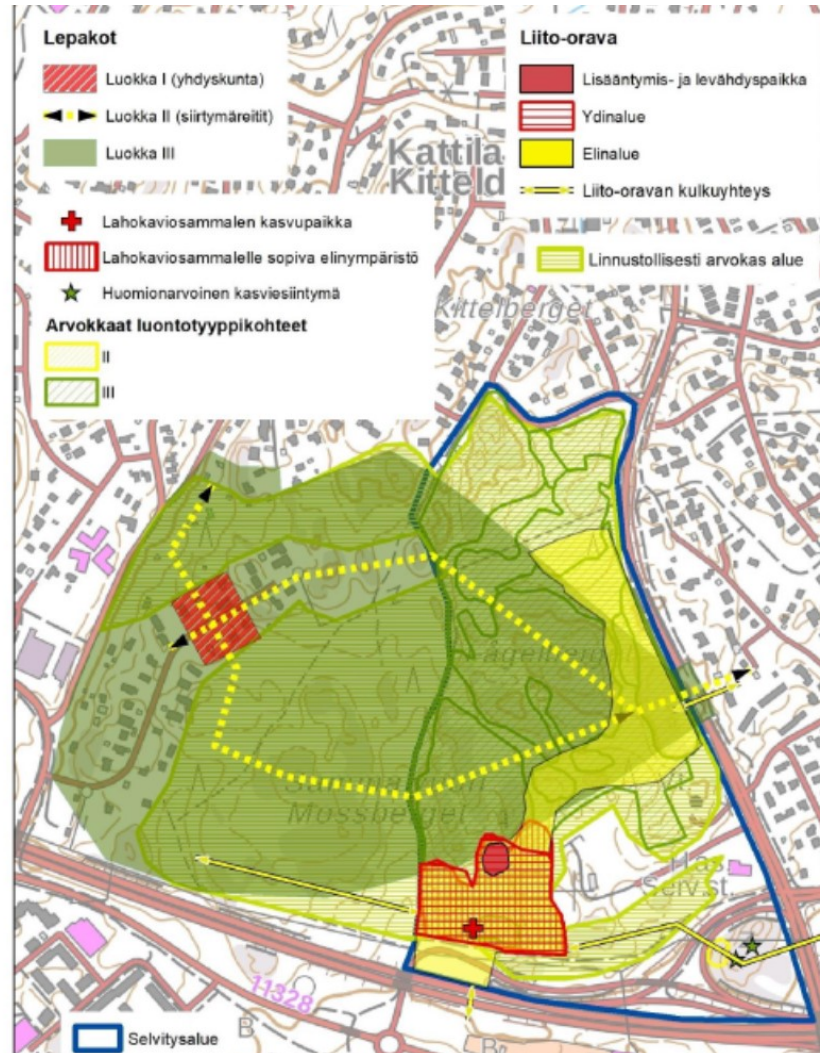 Lepakot
Luokka I (yhdyskunta)
Luokka II (siirtymäreitit)
Luokka III
Lahokaviosammalen kasvupaikka
Lahokaviosammalelle sopiva elinympäristö
Huomionarvoinen kasviesiintymä
Arvokkaat luontotyyppikohteet
II
III
Liito-orava
Lisääntymis- ja levähdyspaikka
Ydinalue
Elinalue
Liito-oravan kulkuyhteys
Linnustollisesti arvokas alue
Kattila
Kitteld
Kittelberget
Mossberget
Serv.st.
11328
B
Selvitysalue